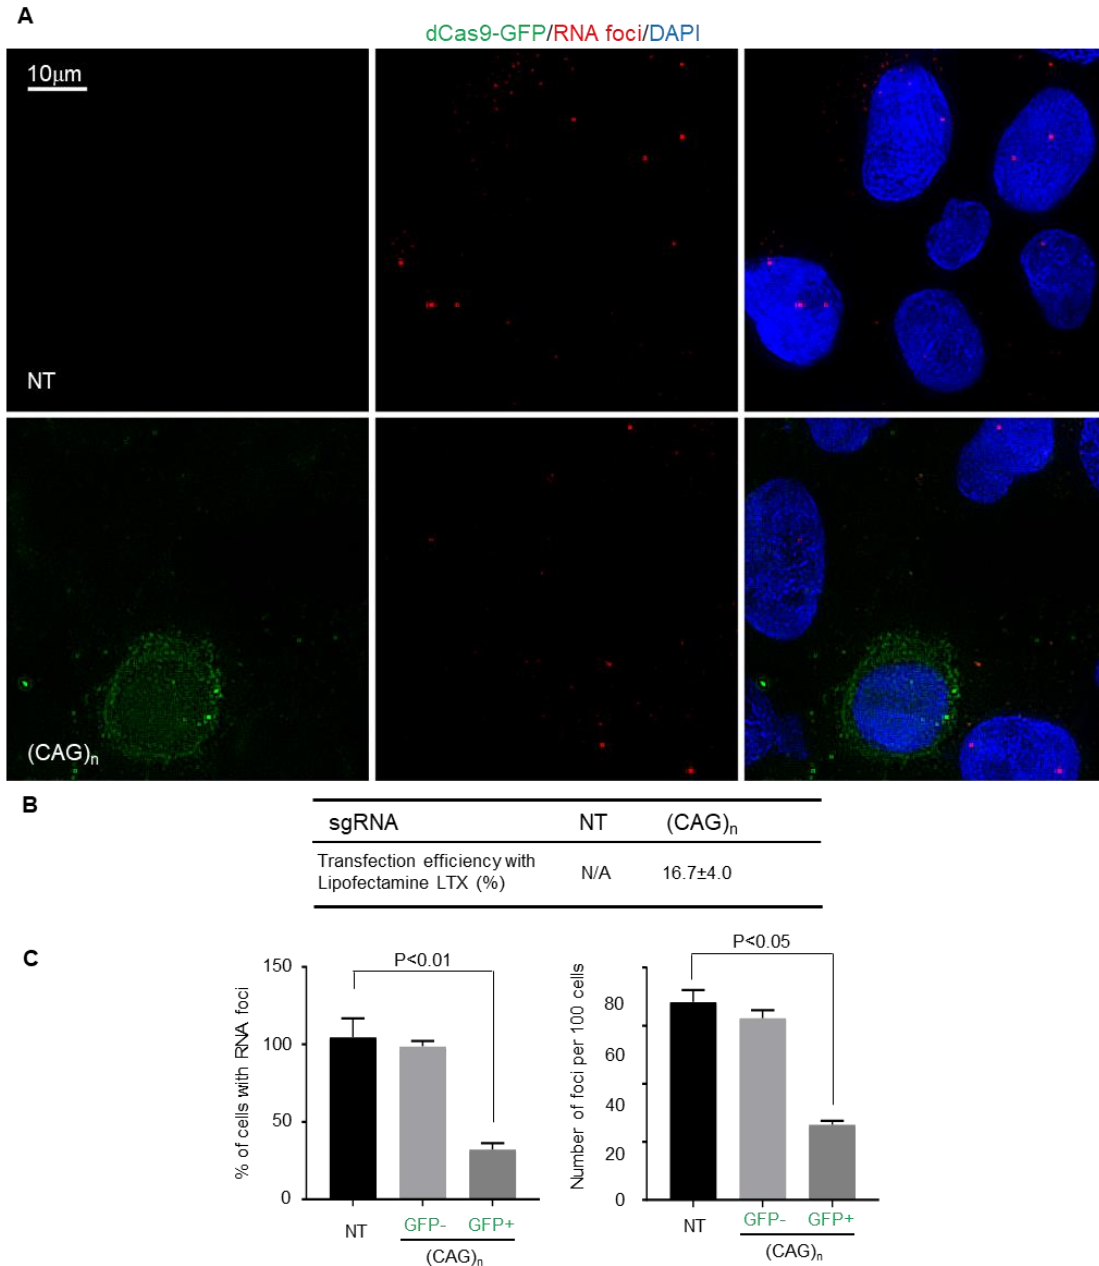 A
dCas9-GFP/RNA foci/DAPI
10μm
NT
(CAG)n
B
sgRNA NT (CAG)n
Transfection efficiency with
Lipofectamine LTX (%)
N/A 16.7±4.0
C
P<0.01
% of cells with RNA foci
150
100
50
0
NT GFP- GFP+
(CAG)n
P<0.05
Number of foci per 100 cells
80
60
40
20
0
NT GFP- GFP+
(CAG)n